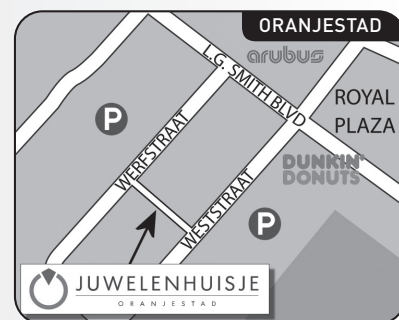 ORANJESTAD
arubus
L.G. SMITH BLVD
ROYAL
PLAZA
P
WERFSTRAAT
DUNKIN'
DONUTS
WESTSTRAAT
P
JUWELENHUISJE
ORANJESTAD